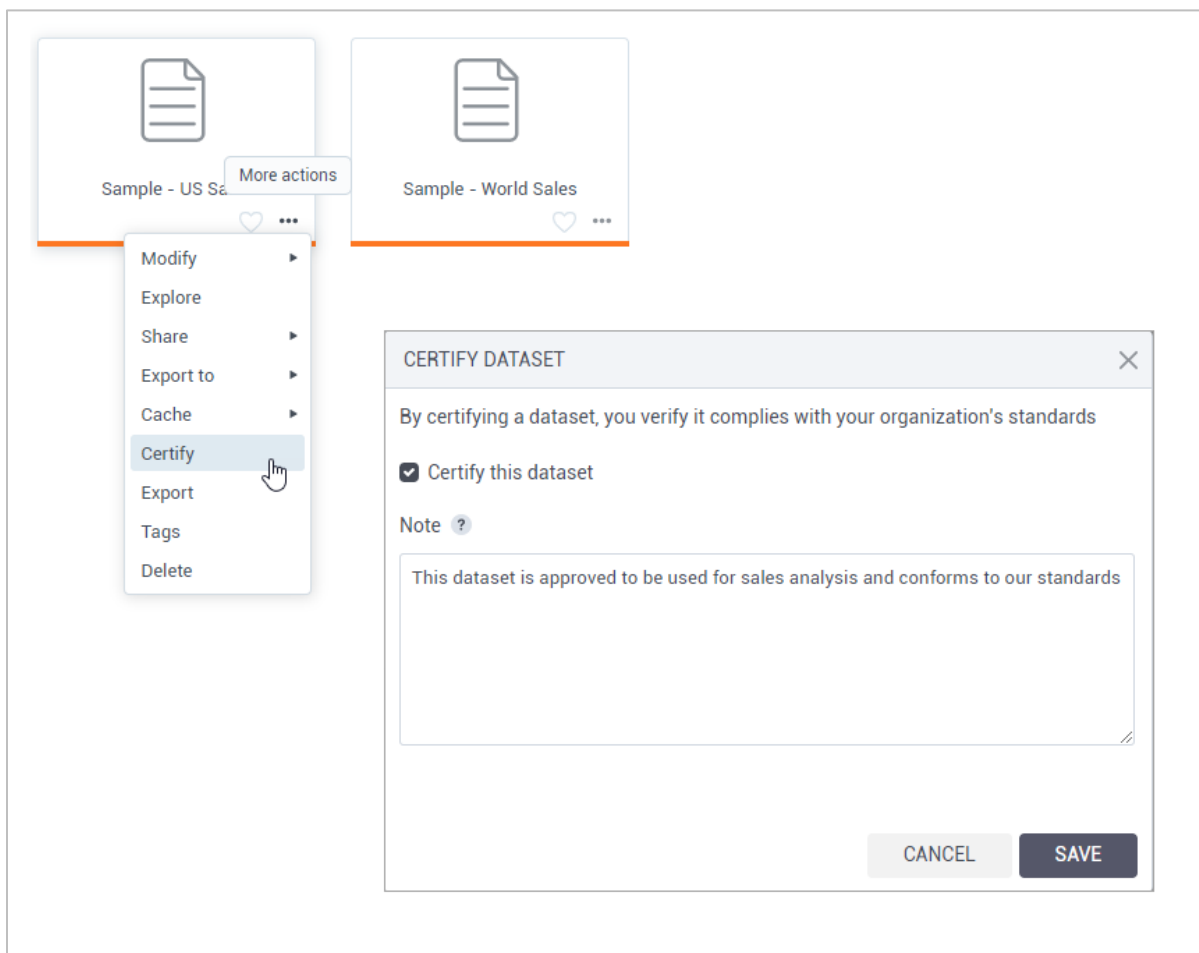 Sample - US Sa
More actions
Sample - World Sales
Modify
Explore
Share
Export to
Cache
Certify
Export
Tags
Delete
CERTIFY DATASET
By certifying a dataset, you verify it complies with your organization's standards
Certify this dataset
Note ?
This dataset is approved to be used for sales analysis and conforms to our standards
CANCEL SAVE